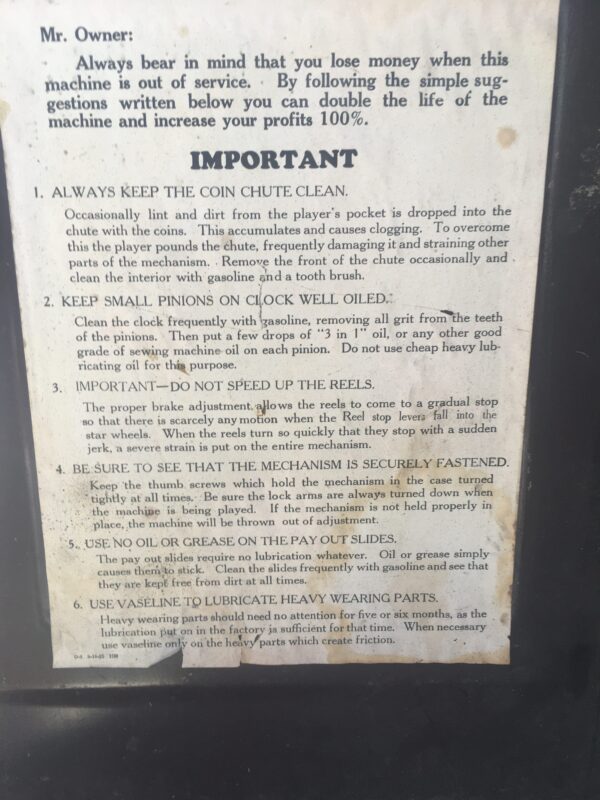 Mr. Owner:
Always bear in mind that you lose money when this
machine is out of service. By following the simple sug-
gestions written below you can double the life of the
machine and increase your profits 100%.
IMPORTANT
1. ALWAYS KEEP THE COIN CHUTE CLEAN.
Occasionally lint and dirt from the player's pocket is dropped into the
chute with the coins. This accumulates and causes clogging. To overcome
this the player pounds the chute, frequently damaging it and straining other
parts of the mechanism. Remove the front of the chute occasionally and
clean the interior with gasoline and a tooth brush.
2. KEEP SMALL PINIONS ON CLOCK WELL OILED.
Clean the clock frequently with gasoline, removing all grit from the teeth
of the pinions. Then put a few drops of "3 in 1" oil, or any other good
grade of sewing machine oil on each pinion. Do not use cheap heavy lub-
ricating oil for this purpose.
3. IMPORTANT—DO NOT SPEED UP THE REELS.
The proper brake adjustment allows the reels to come to a gradual stop
so that there is scarcely any motion when the Reel stop levers fall into the
star wheels. When the reels turn so quickly that they stop with a sudden
jerk, a severe strain is put on the entire mechanism.
4. BE SURE TO SEE THAT THE MECHANISM IS SECURELY FASTENED.
Keep the thumb screws which hold the mechanism in the case turned
tightly at all times. Be sure the lock arms are always turned down when
the machine is being played. If the mechanism is not held properly in
place, the machine will be thrown out of adjustment.
5. USE NO OIL OR GREASE ON THE PAY OUT SLIDES.
The pay out slides require no lubrication whatever. Oil or grease simply
causes them to stick. Clean the slides frequently with gasoline and see that
they are kept free from dirt at all times.
6. USE VASELINE TO LUBRICATE HEAVY WEARING PARTS.
Heavy wearing parts should need no attention for five or six months, as the
lubrication put on in the factory is sufficient for that time. When necessary
use vaseline only on the heavy parts which create friction.